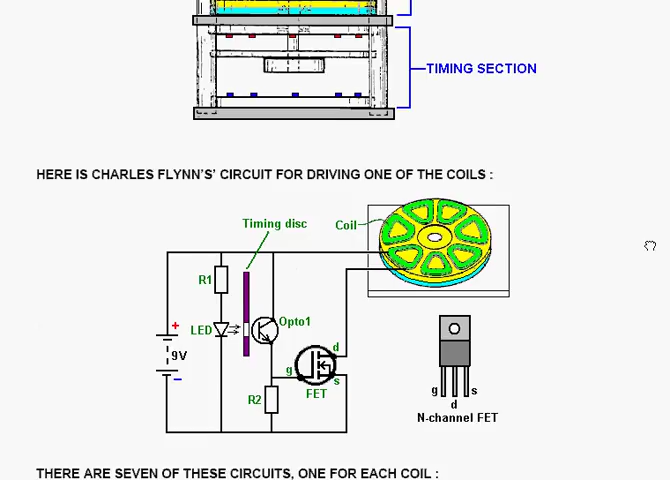 TIMING SECTION
HERE IS CHARLES FLYNN'S' CIRCUIT FOR DRIVING ONE OF THE COILS :
Timing disc
Coil
R1
LED
Opto1
+
9V
−
d
g
s
FET
R2
g
s
d
N-channel FET
THERE ARE SEVEN OF THESE CIRCUITS, ONE FOR EACH COIL :